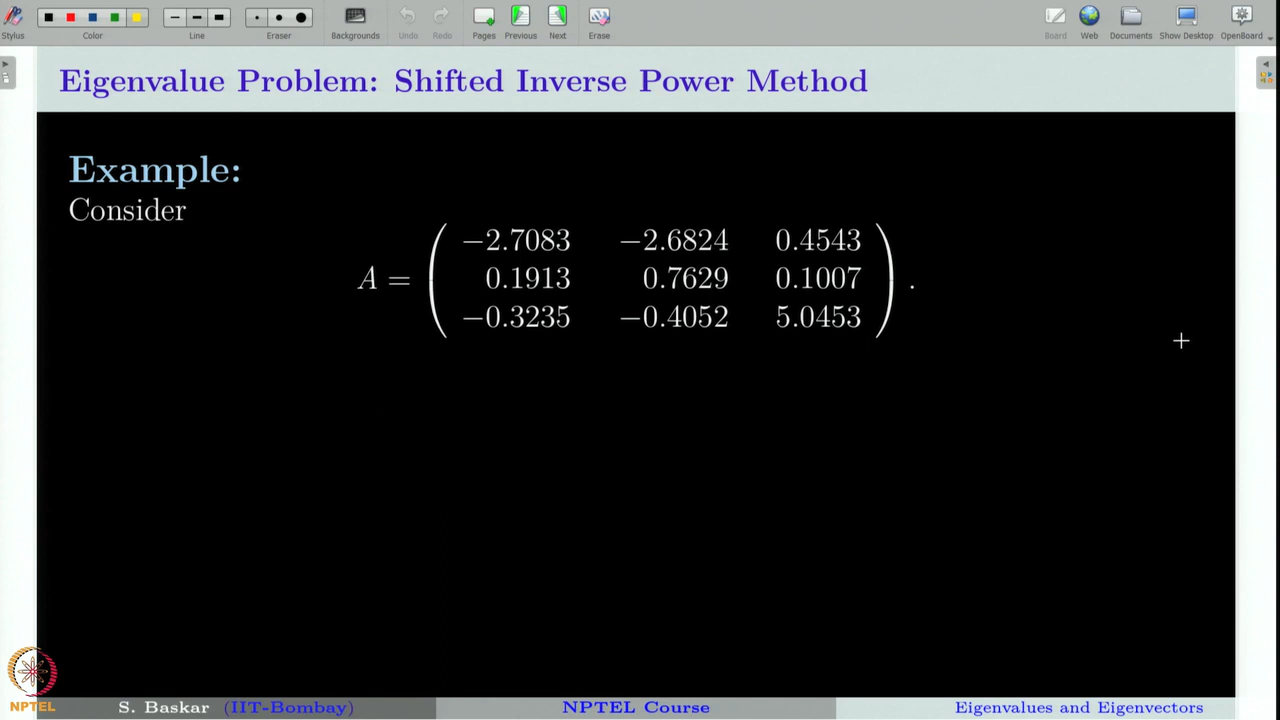 Stylus Color Line Eraser Backgrounds Undo Redo Pages Previous Next Erase Board Web Documents Show Desktop OpenBoard
Eigenvalue Problem: Shifted Inverse Power Method
Example:
Consider
A = ( −2.7083 −2.6824 0.4543
0.1913 0.7629 0.1007
−0.3235 −0.4052 5.0453 ) .
NPTEL
S. Baskar (IIT-Bombay) NPTEL Course Eigenvalues and Eigenvectors